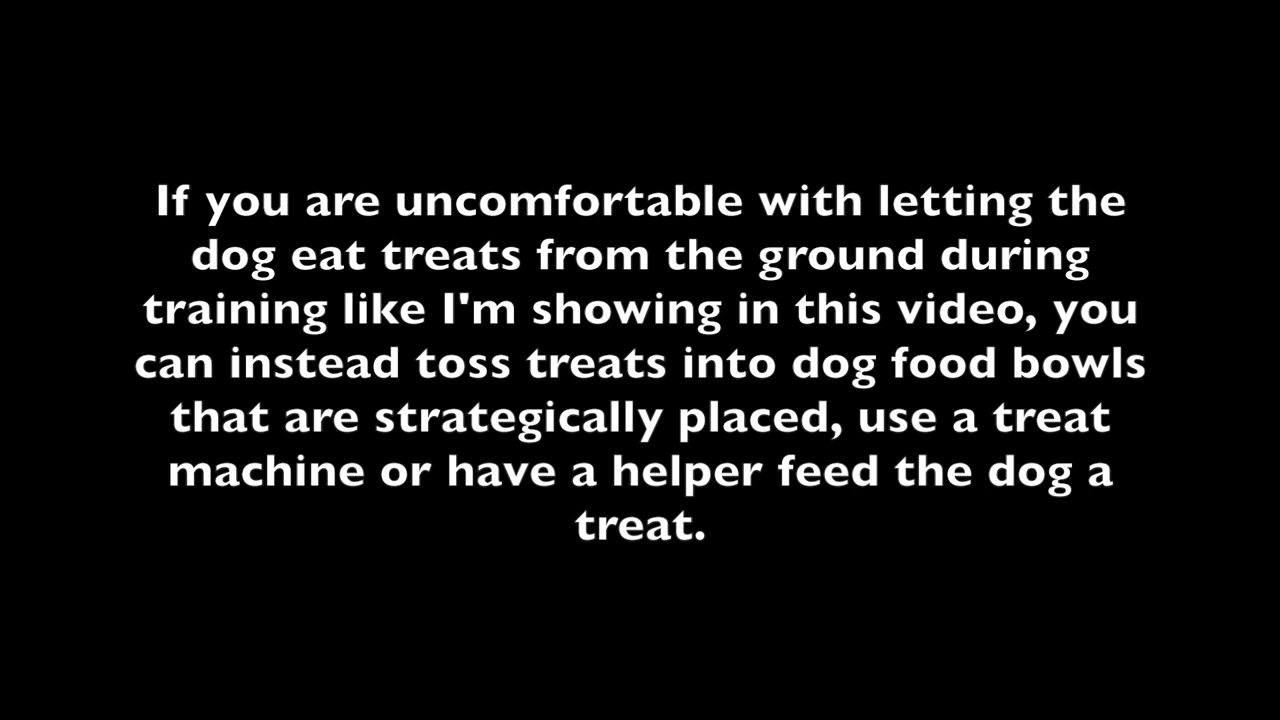 If you are uncomfortable with letting the
dog eat treats from the ground during
training like I'm showing in this video, you
can instead toss treats into dog food bowls
that are strategically placed, use a treat
machine or have a helper feed the dog a
treat.